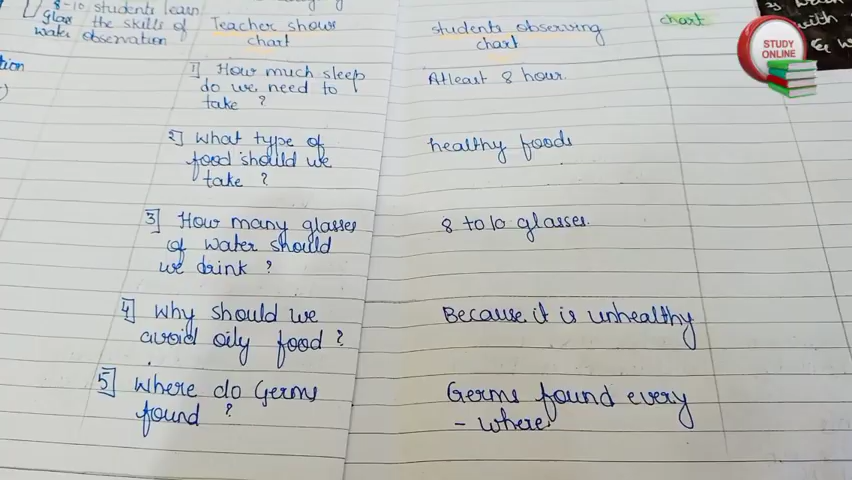 8-10 students learn
Glass the skills of
water observation
Teacher shows
chart
students observing
chart
chart
1] How much sleep
do we need to
take ?
Atleast 8 hour.
2] What type of
food should we
take ?
healthy foods
3] How many glasses
of water should
we drink ?
8 to 10 glasses.
4] Why should we
avoid oily food ?
Because it is unhealthy
5] Where do Germs
found ?
Germs found every
- where
with
STUDY
ONLINE